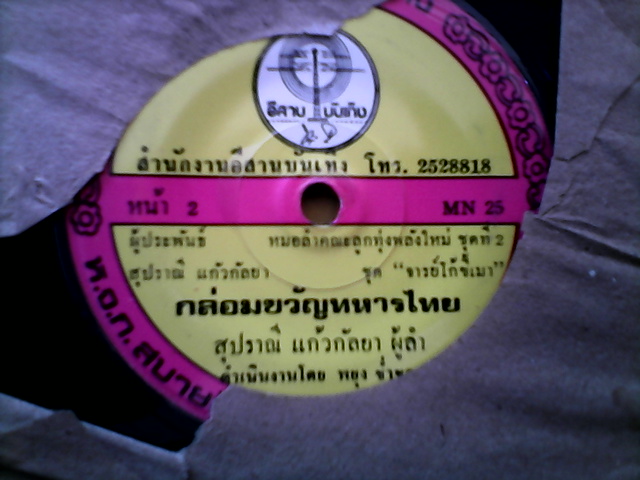 อีสาน บันเทิง
สำนักงานอีสานบันเทิง โทร. 2528818
หน้า 2 MN 25
ผู้ประพันธ์ หมอลำคณะลูกทุ่งพลังใหม่ ชุดที่ 2
สุปราณี แก้วกัลยา ชุด "จารย์โก้ขี้เมา"
กล่อมขวัญทหารไทย
สุปราณี แก้วกัลยา ผู้ลำ
ดำเนินงานโดย พยุง
ห.อ.ก. สบาย